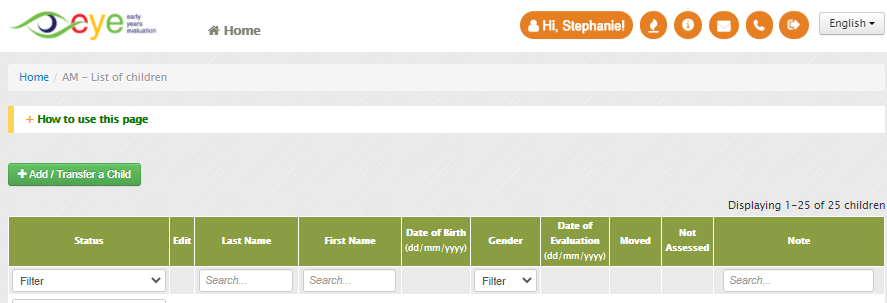 eye early years evaluation
Home
Hi, Stephanie!
English
Home / AM - List of children
+ How to use this page
+ Add / Transfer a Child
Displaying 1-25 of 25 children
Status Edit Last Name First Name Date of Birth (dd/mm/yyyy) Gender Date of Evaluation (dd/mm/yyyy) Moved Not Assessed Note
Filter Search... Search... Filter Search...